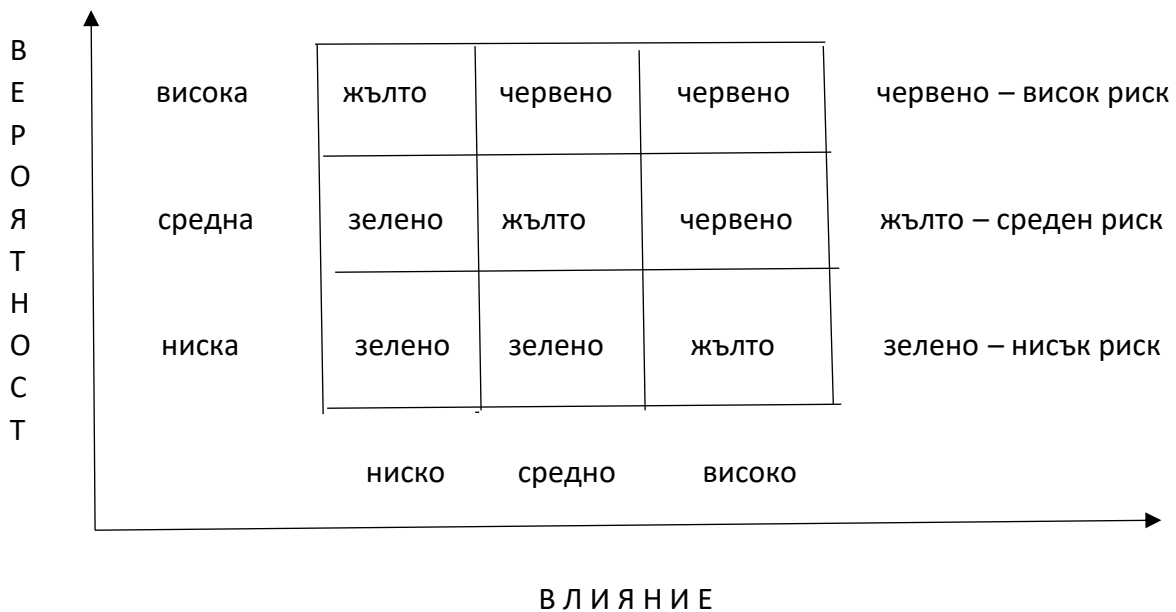 ВЕРОЯТНОСТ
висока жълто червено червено червено – висок риск
средна зелено жълто червено жълто – среден риск
ниска зелено зелено жълто зелено – нисък риск
ниско средно високо
В Л И Я Н И Е